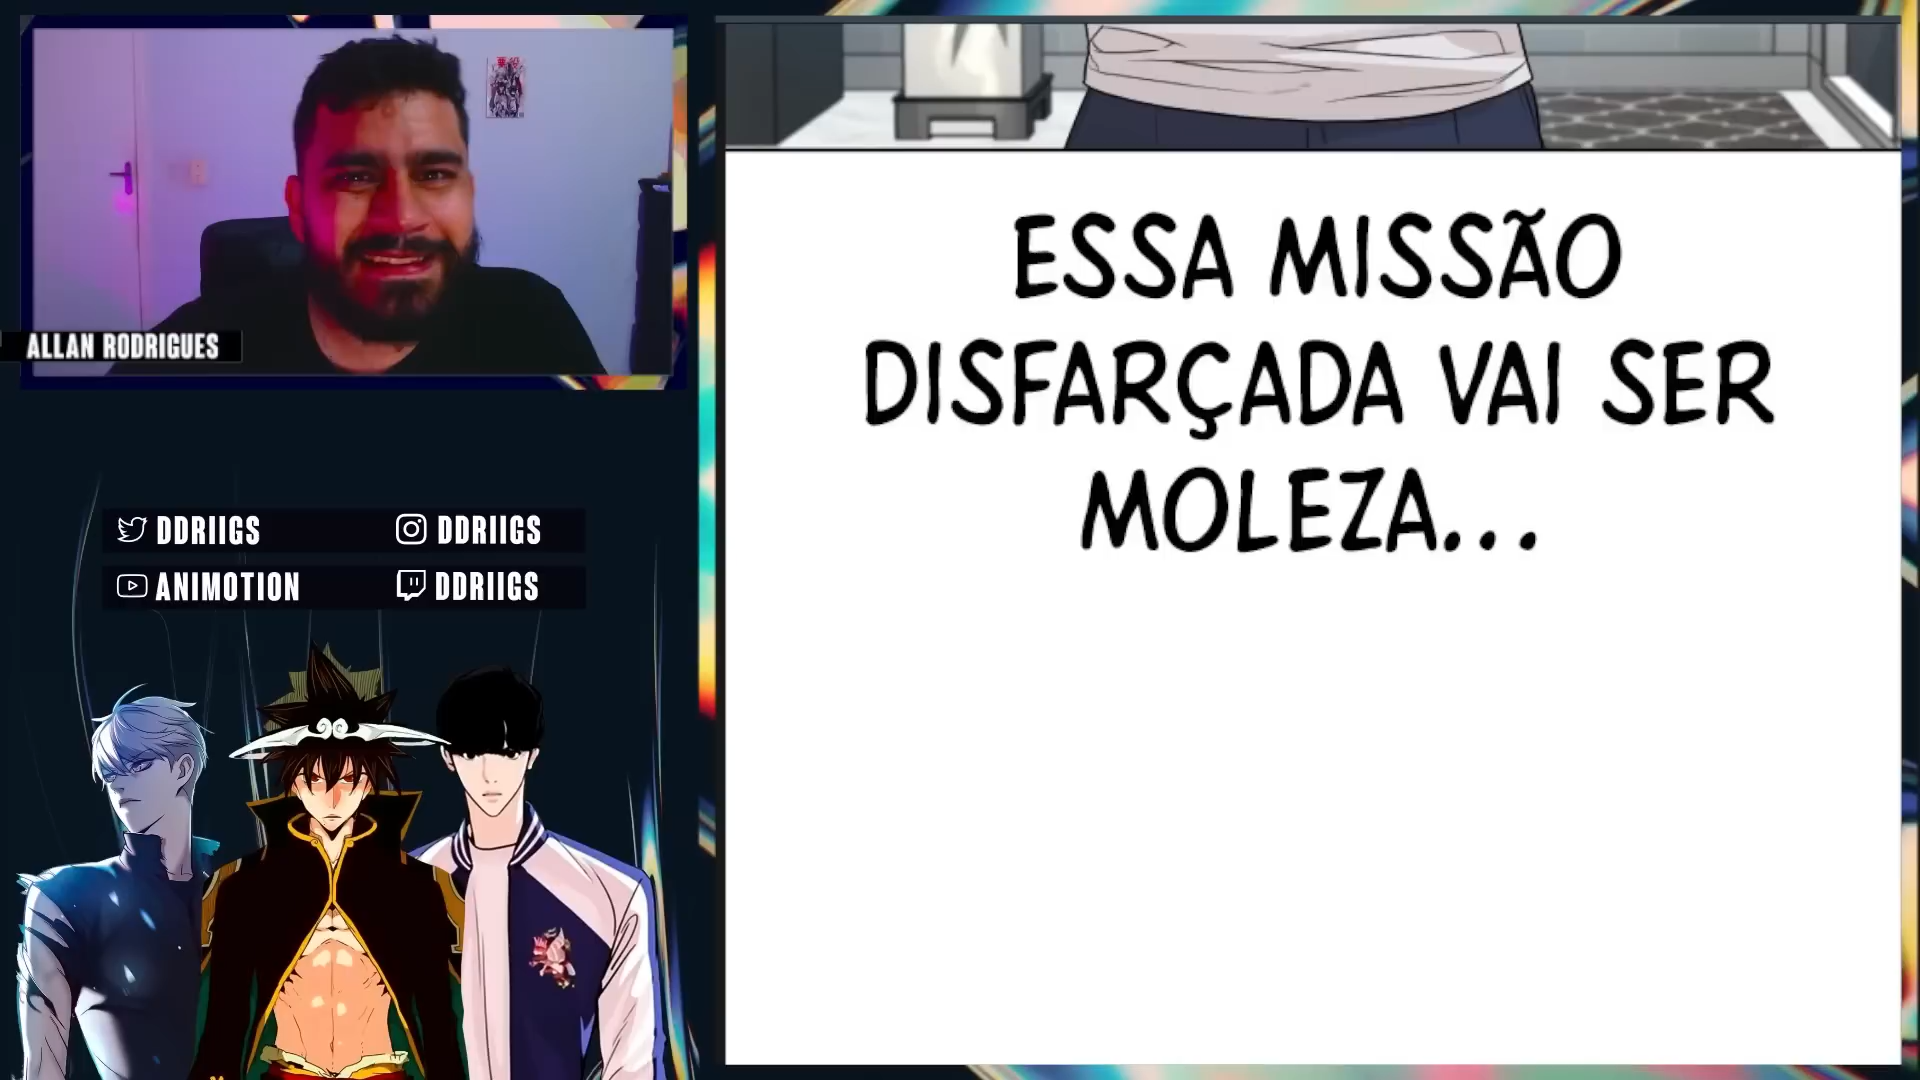 ALLAN RODRIGUES
DDRIIGS
DDRIIGS
ANIMOTION
DDRIIGS
ESSA MISSÃO
DISFARÇADA VAI SER
MOLEZA...